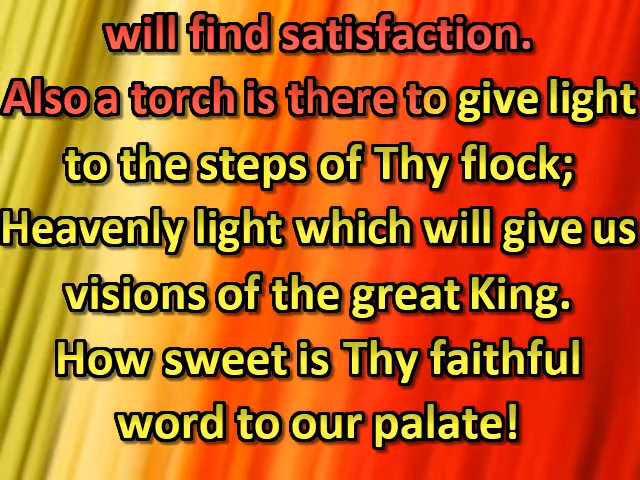 will find satisfaction.
Also a torch is there to give light
to the steps of Thy flock;
Heavenly light which will give us
visions of the great King.
How sweet is Thy faithful
word to our palate!